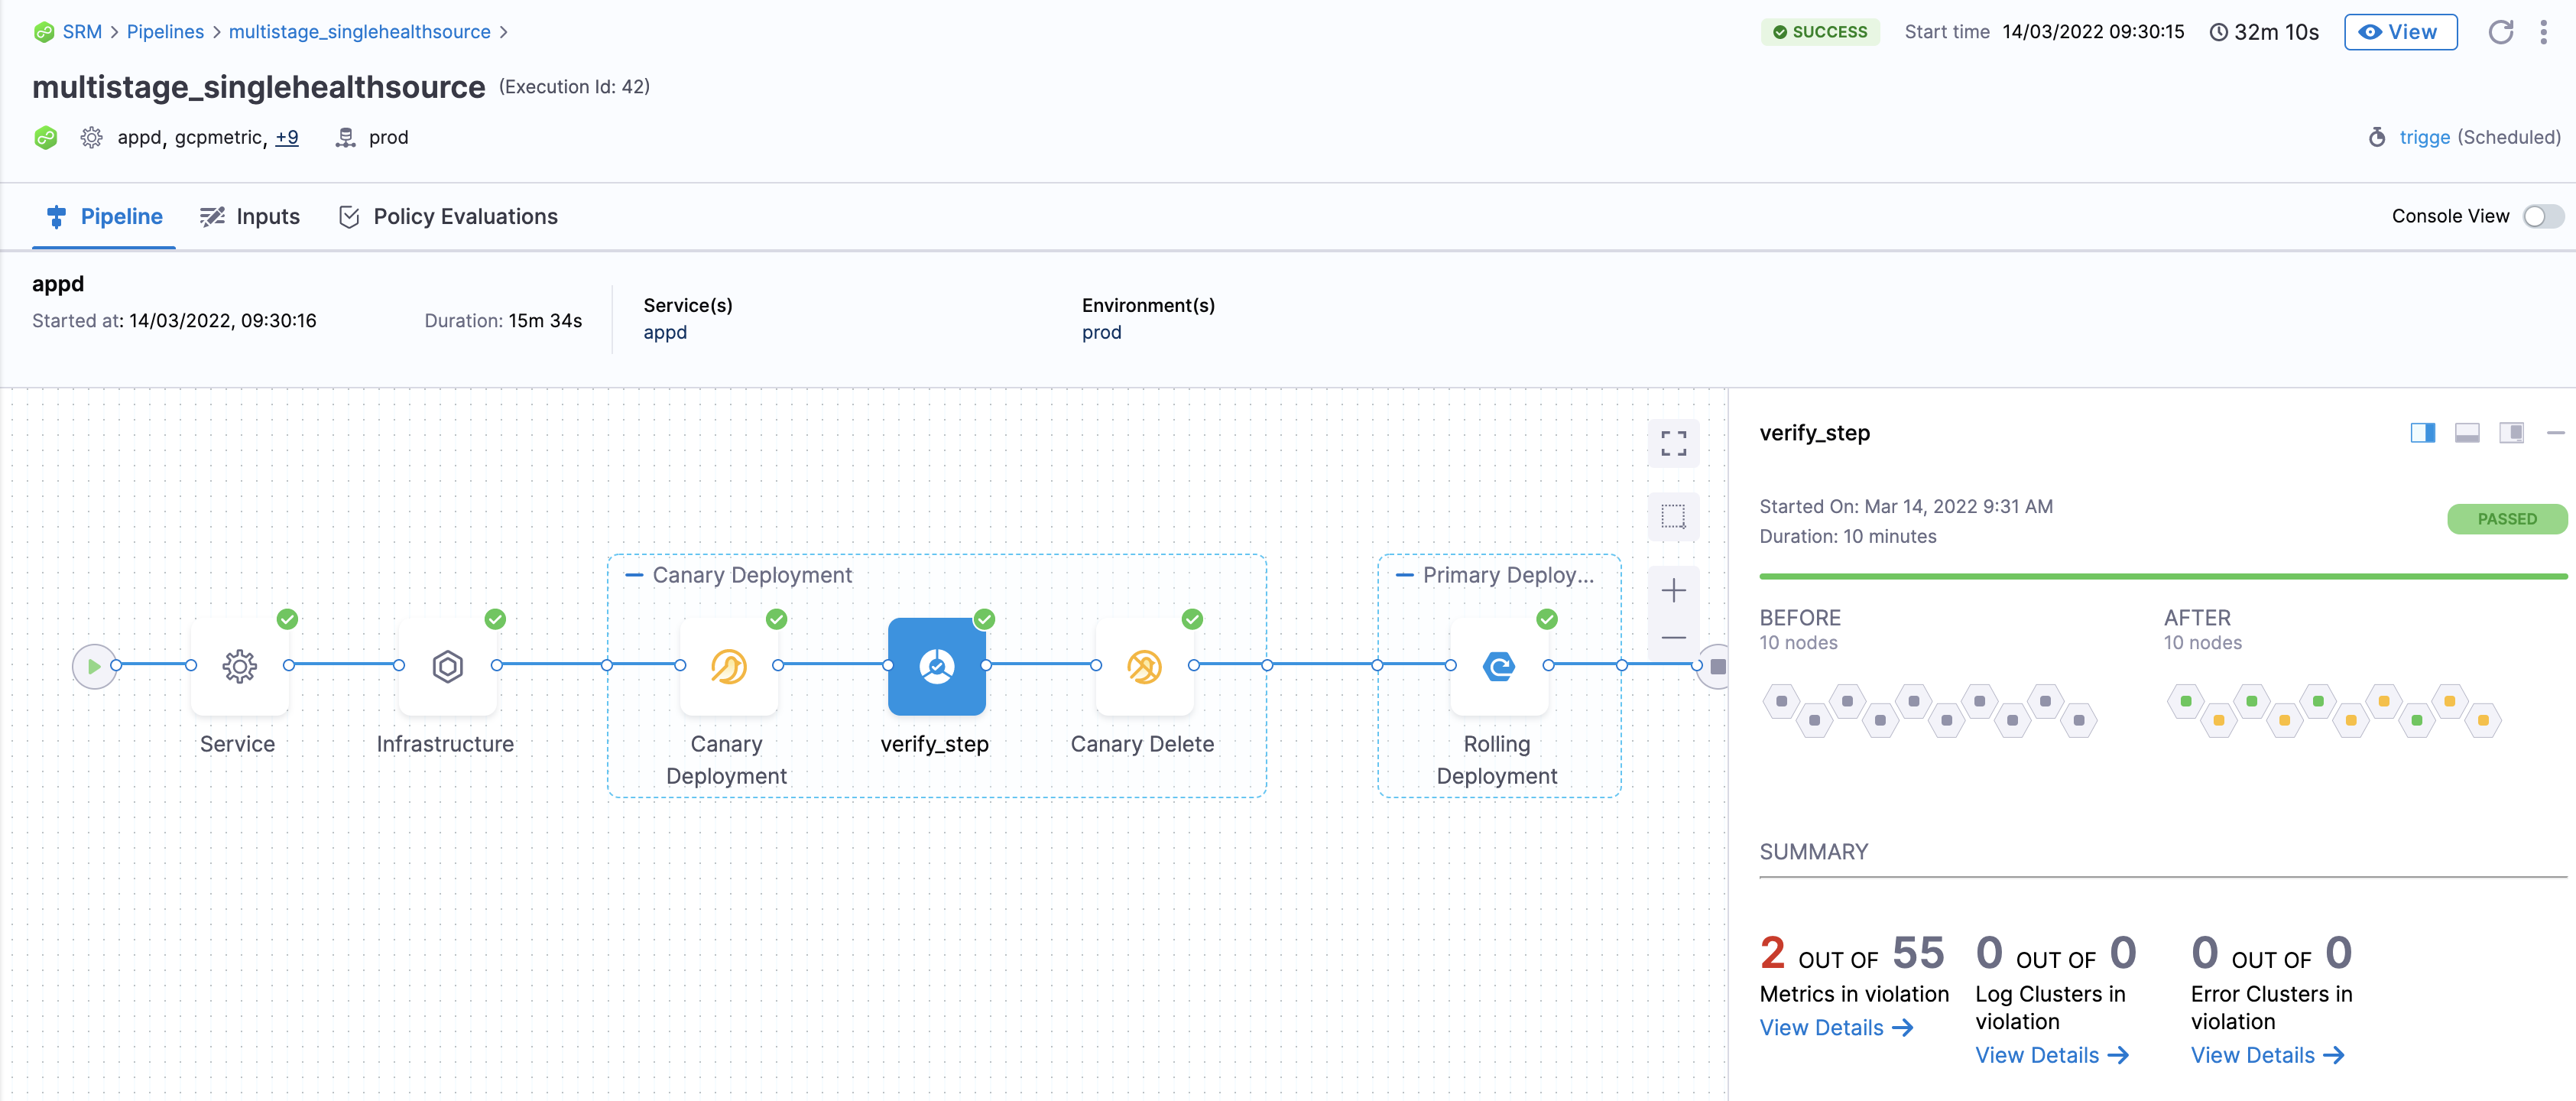 SRM > Pipelines > multistage_singlehealthsource >
SUCCESS Start time 14/03/2022 09:30:15 32m 10s View
multistage_singlehealthsource (Execution Id: 42)
appd, gcpmetric, +9 prod
trigge (Scheduled)
Pipeline Inputs Policy Evaluations
Console View
appd
Started at: 14/03/2022, 09:30:16 Duration: 15m 34s
Service(s)
appd
Environment(s)
prod
Canary Deployment
Primary Deploy...
Service
Infrastructure
Canary
Deployment
verify_step
Canary Delete
Rolling
Deployment
verify_step
Started On: Mar 14, 2022 9:31 AM
Duration: 10 minutes
PASSED
BEFORE
10 nodes
AFTER
10 nodes
SUMMARY
2 OUT OF 55
Metrics in violation
View Details →
0 OUT OF 0
Log Clusters in
violation
View Details →
0 OUT OF 0
Error Clusters in
violation
View Details →